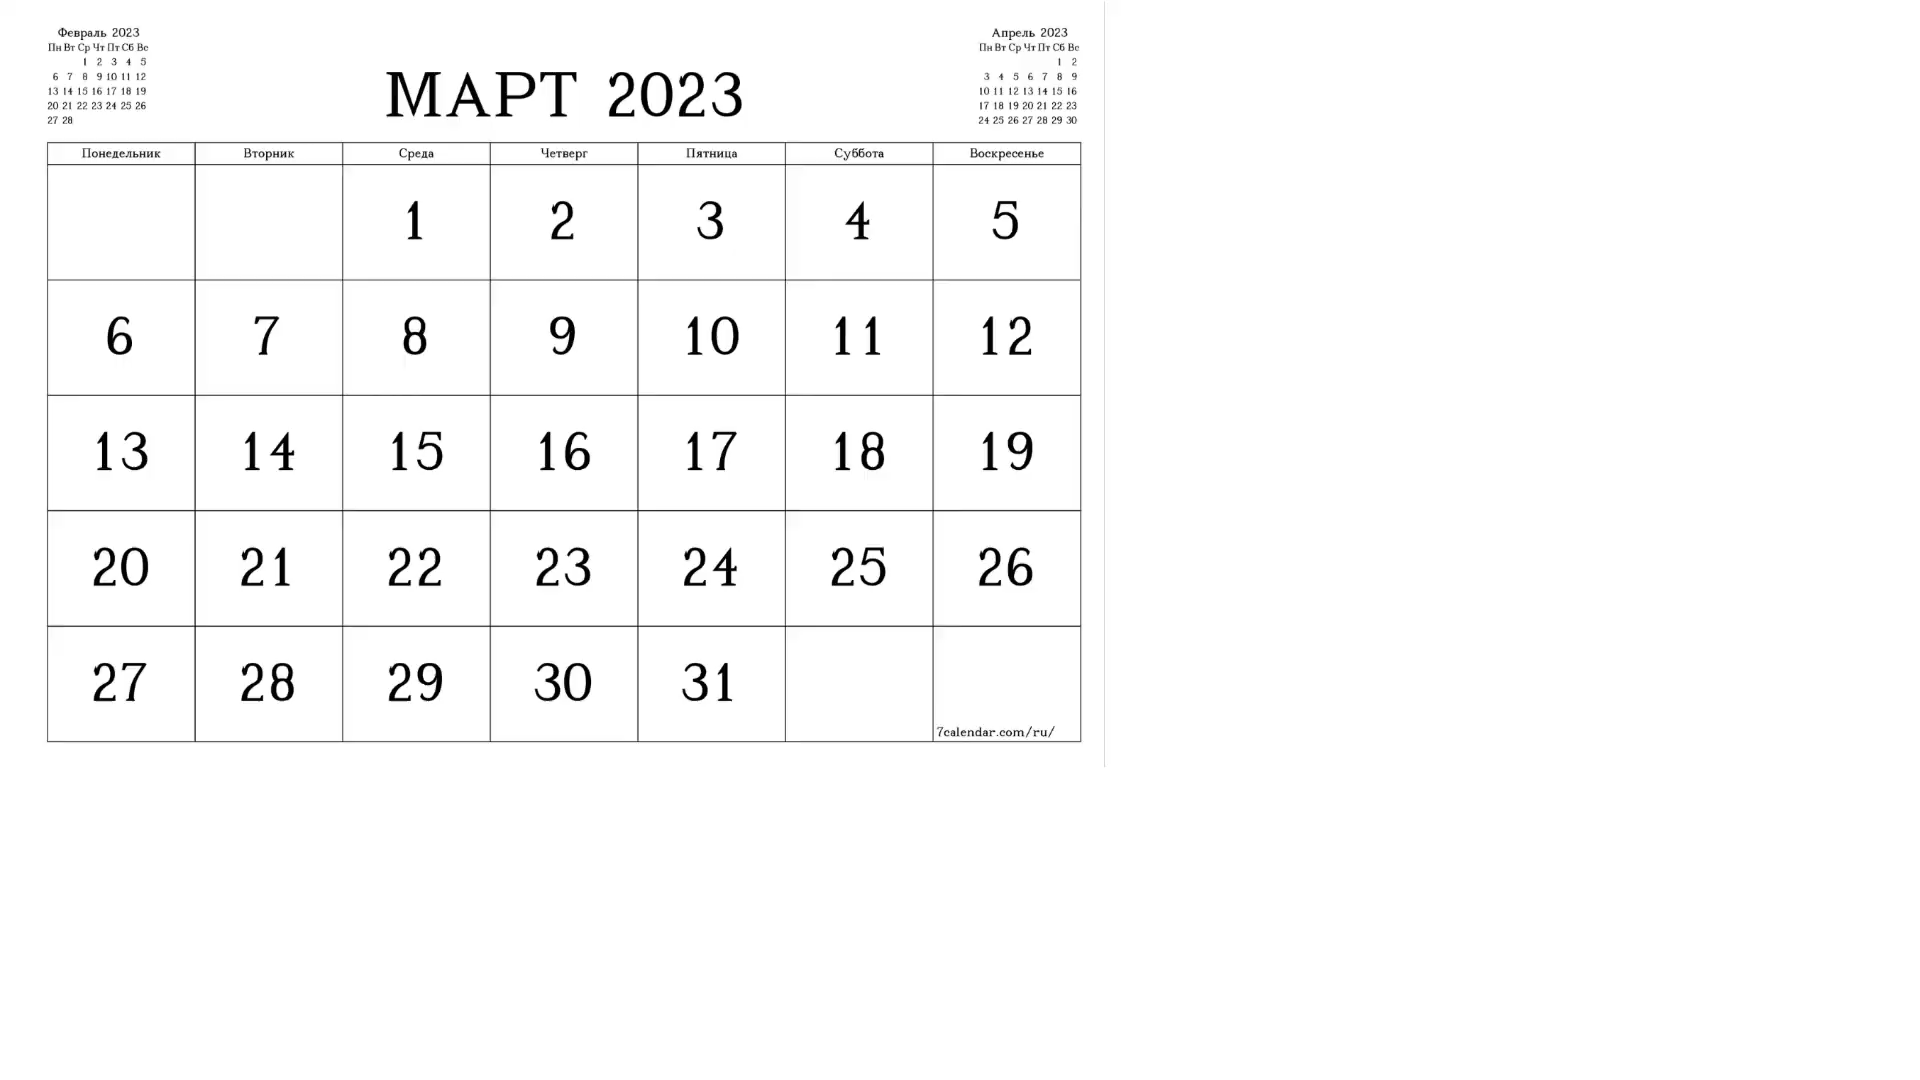 Февраль 2023
Пн Вт Ср Чт Пт Сб Вс
1 2 3 4 5
6 7 8 9 10 11 12
13 14 15 16 17 18 19
20 21 22 23 24 25 26
27 28
МАРТ 2023
Апрель 2023
Пн Вт Ср Чт Пт Сб Вс
1 2
3 4 5 6 7 8 9
10 11 12 13 14 15 16
17 18 19 20 21 22 23
24 25 26 27 28 29 30
Понедельник Вторник Среда Четверг Пятница Суббота Воскресенье
1 2 3 4 5
6 7 8 9 10 11 12
13 14 15 16 17 18 19
20 21 22 23 24 25 26
27 28 29 30 31
7calendar.com/ru/